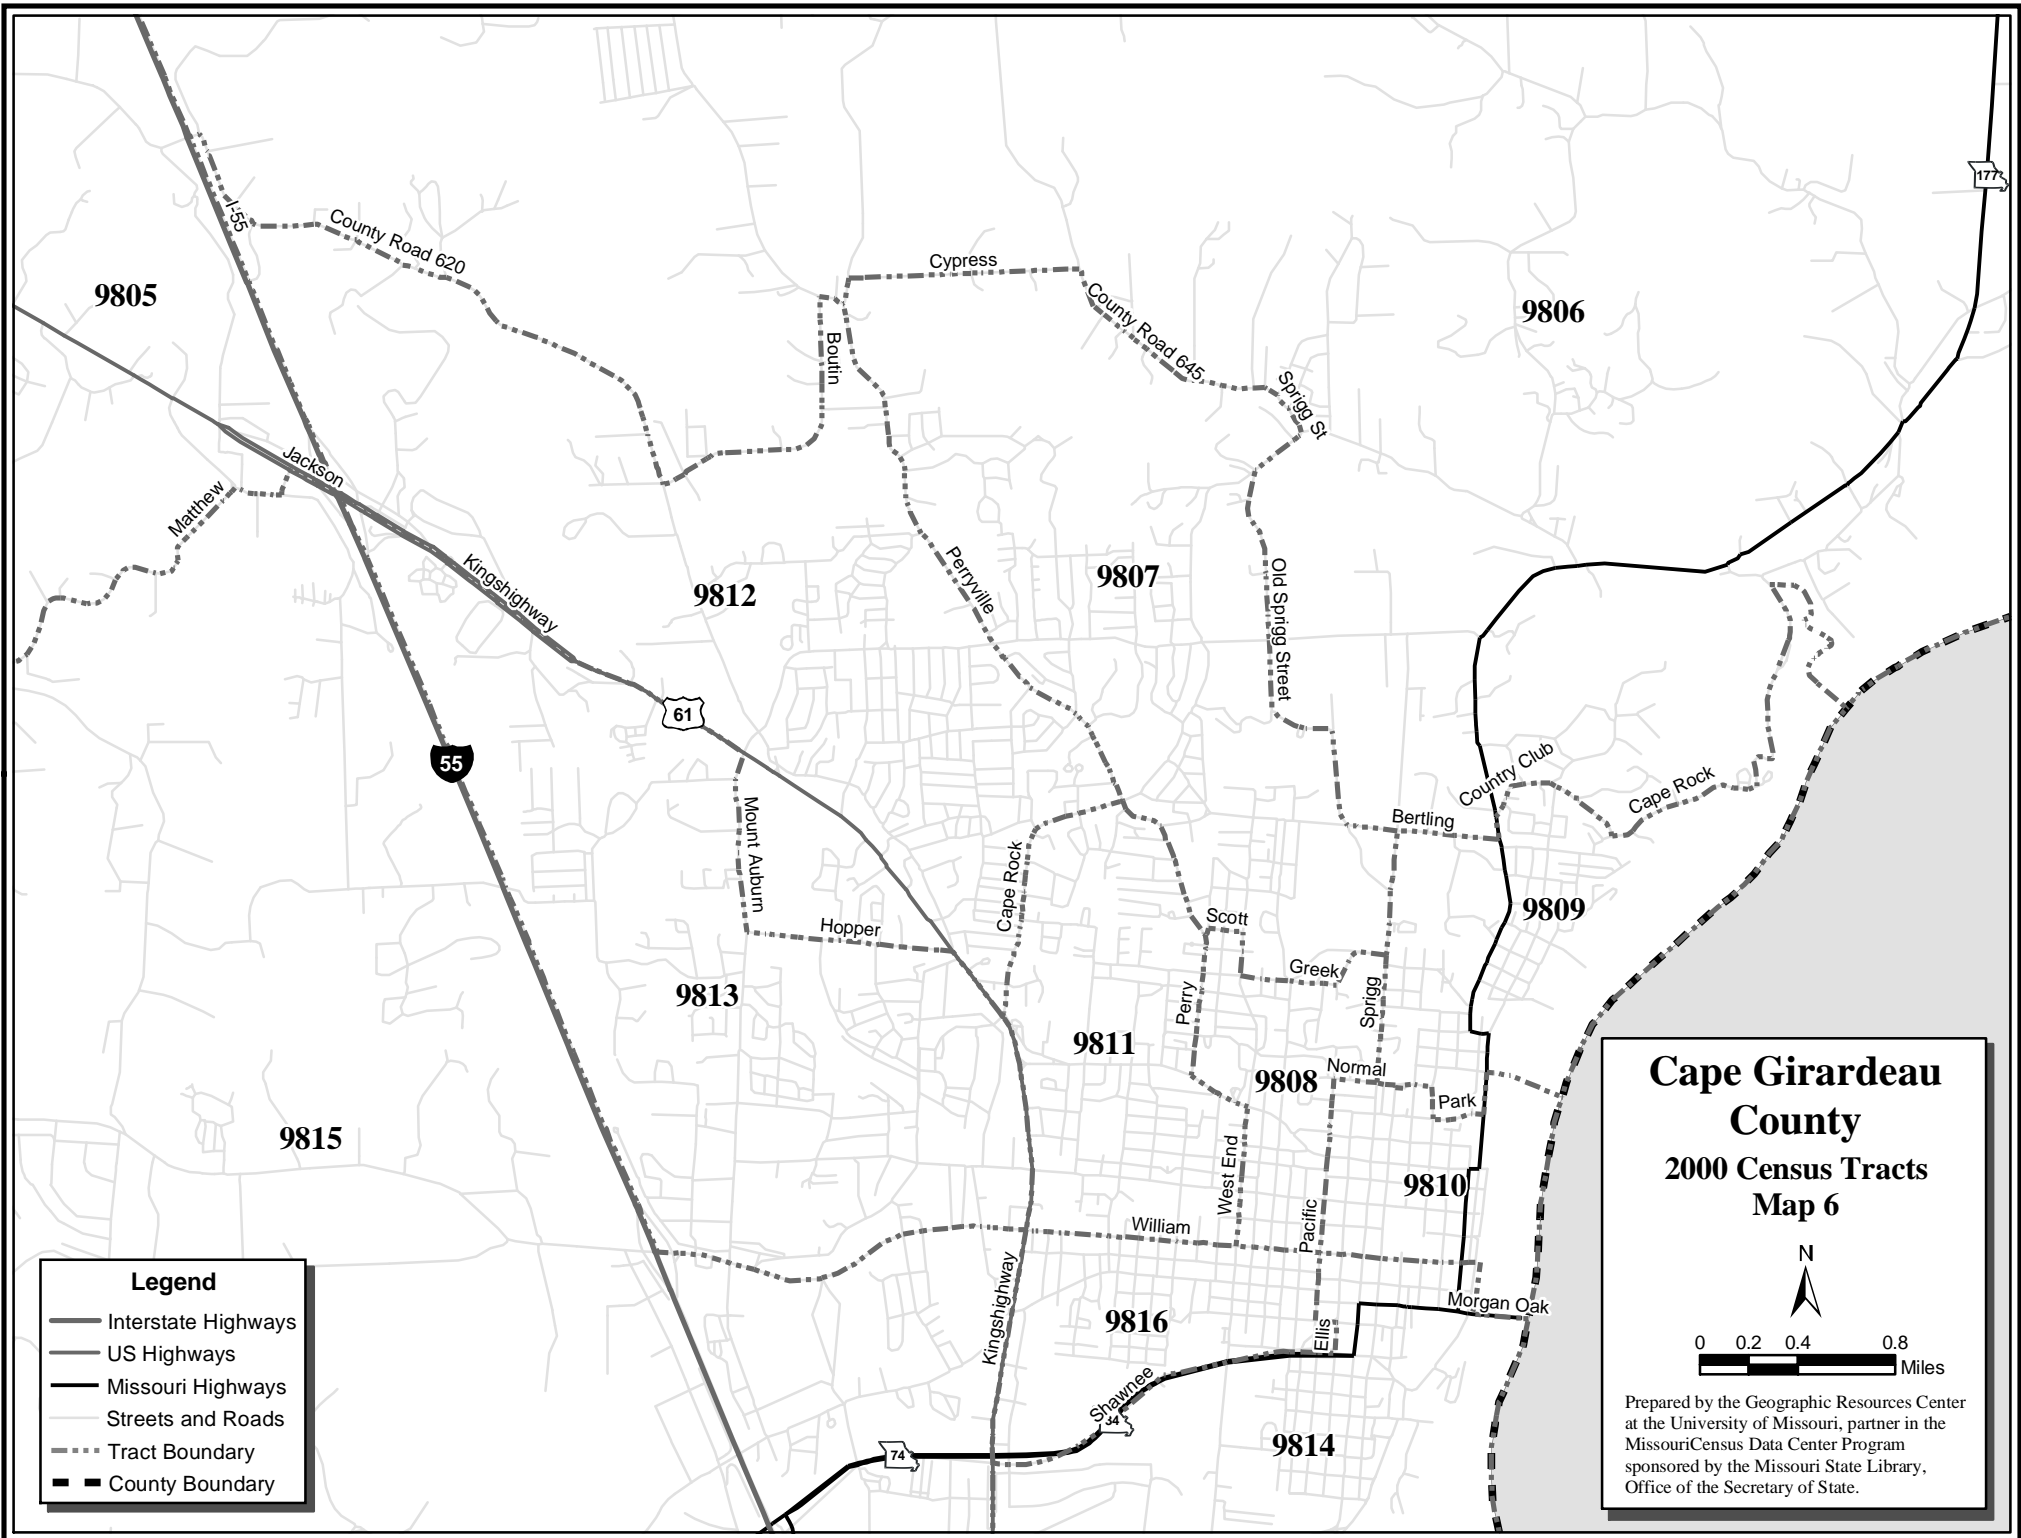 177
I-55
County Road 620
Cypress
9805
9806
County Road 645
Boutin
Sprigg St
Jackson
Matthew
Kingshighway
Perryville
9807
9812
Old Sprigg Street
61
55
Country Club
Cape Rock
Mount Auburn
Bertling
Cape Rock
Hopper
Scott
9809
Greek
9813
Perry
Sprigg
9811
Normal
9808
Park
9815
West End
9810
William
Pacific
Kingshighway
Morgan Oak
9816
Ellis
Shawnee
34
74
9814
Cape Girardeau
County
2000 Census Tracts
Map 6
N
0 0.2 0.4 0.8
Miles
Prepared by the Geographic Resources Center
at the University of Missouri, partner in the
MissouriCensus Data Center Program
sponsored by the Missouri State Library,
Office of the Secretary of State.
Legend
Interstate Highways
US Highways
Missouri Highways
Streets and Roads
Tract Boundary
County Boundary